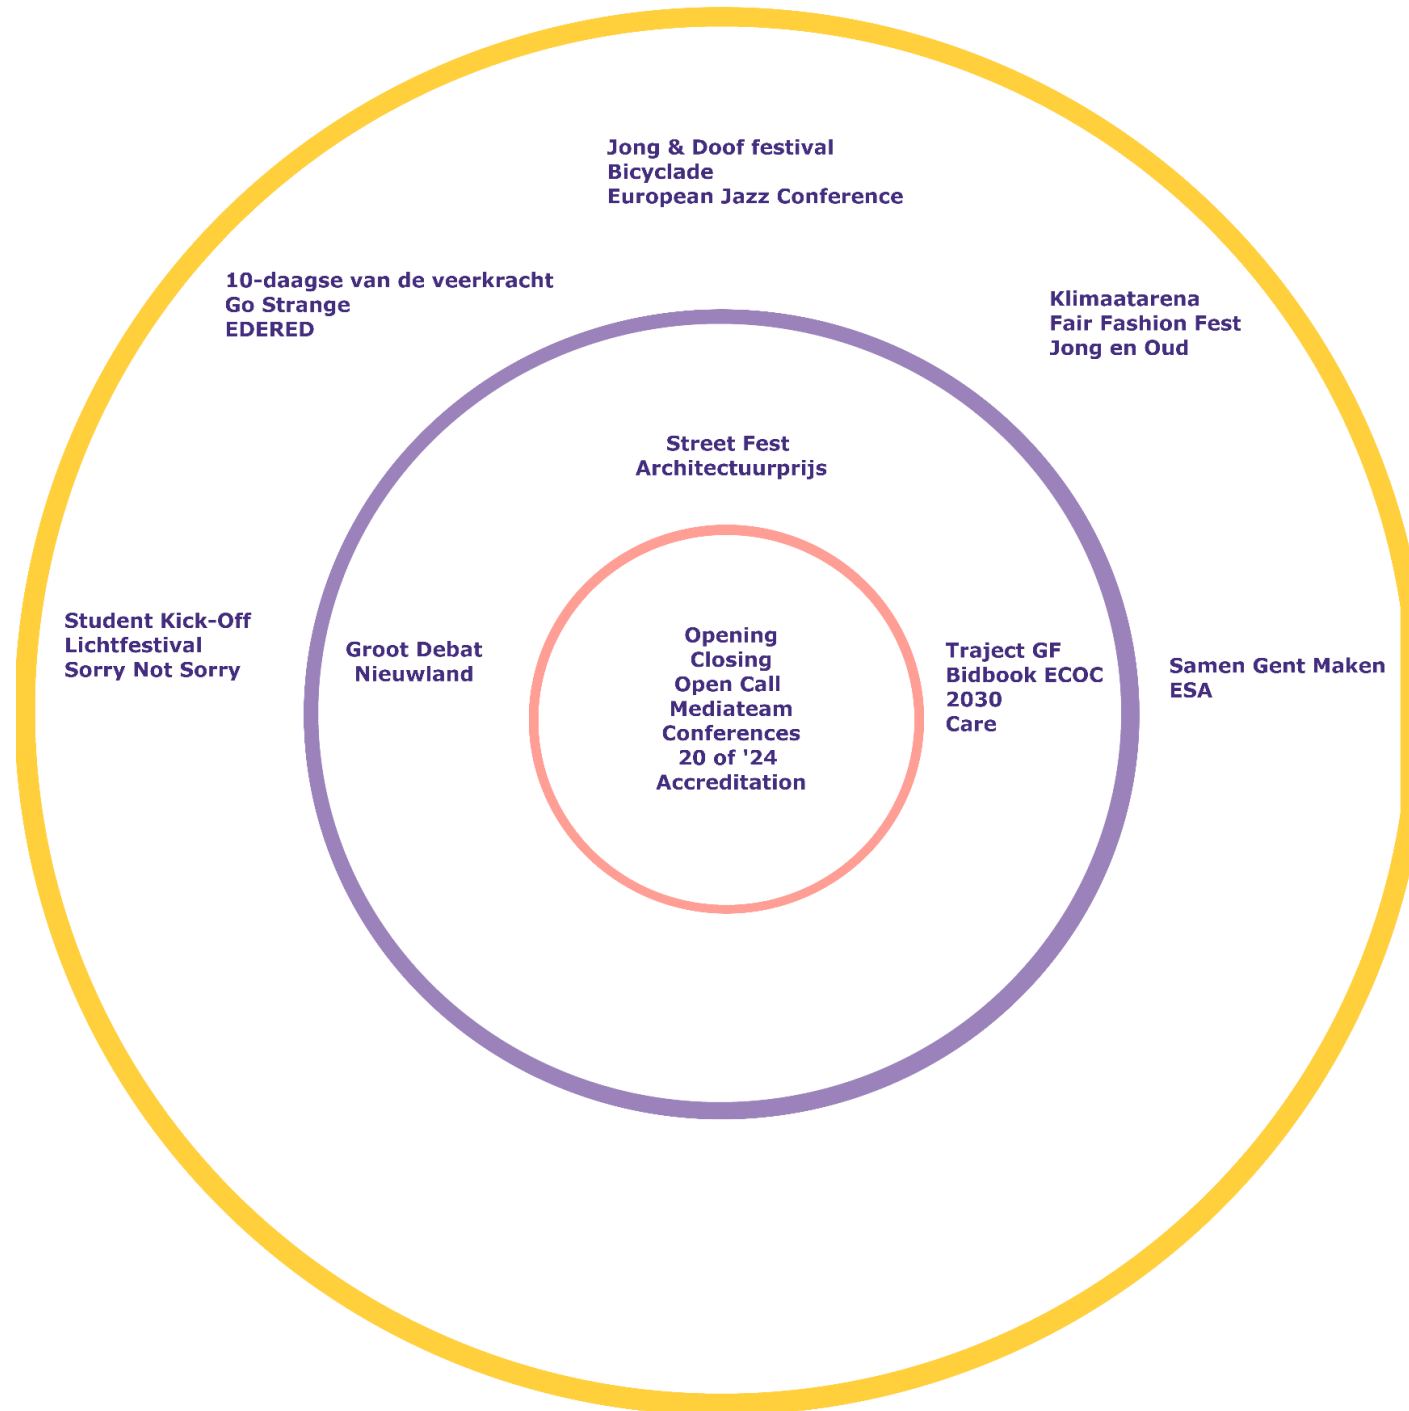 Jong & Doof festival
Bicyclade
European Jazz Conference
10-daagse van de veerkracht
Go Strange
EDERED
Klimaatarena
Fair Fashion Fest
Jong en Oud
Street Fest
Architectuurprijs
Student Kick-Off
Lichtfestival
Sorry Not Sorry
Groot Debat
Nieuwland
Opening
Closing
Open Call
Mediateam
Conferences
20 of '24
Accreditation
Traject GF
Bidbook ECOC
2030
Care
Samen Gent Maken
ESA